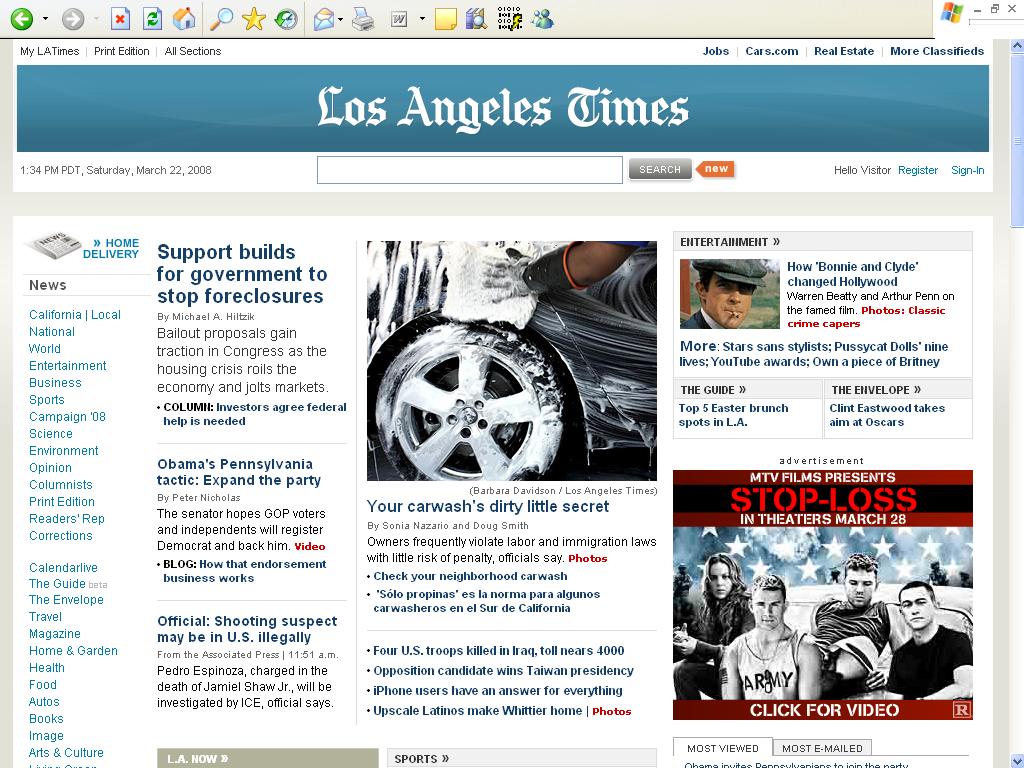 My LATimes | Print Edition | All Sections
Jobs | Cars.com | Real Estate | More Classifieds
Los Angeles Times
1:34 PM PDT, Saturday, March 22, 2008
SEARCH
new
Hello Visitor Register Sign-In
NEWS
» HOME
DELIVERY
News
California | Local
National
World
Entertainment
Business
Sports
Campaign '08
Science
Environment
Opinion
Columnists
Print Edition
Readers' Rep
Corrections
Calendarlive
The Guide beta
The Envelope
Travel
Magazine
Home & Garden
Health
Food
Autos
Books
Image
Arts & Culture
Living Green
Support builds
for government to
stop foreclosures
By Michael A. Hiltzik
Bailout proposals gain
traction in Congress as the
housing crisis roils the
economy and jolts markets.
• COLUMN: Investors agree federal
help is needed
Obama's Pennsylvania
tactic: Expand the party
By Peter Nicholas
The senator hopes GOP voters
and independents will register
Democrat and back him. Video
• BLOG: How that endorsement
business works
Official: Shooting suspect
may be in U.S. illegally
From the Associated Press | 11:51 a.m.
Pedro Espinoza, charged in the
death of Jamiel Shaw Jr., will be
investigated by ICE, official says.
L.A. NOW »
(Barbara Davidson / Los Angeles Times)
Your carwash's dirty little secret
By Sonia Nazario and Doug Smith
Owners frequently violate labor and immigration laws
with little risk of penalty, officials say. Photos
• Check your neighborhood carwash
• 'Sólo propinas' es la norma para algunos
carwasheros en el Sur de California
• Four U.S. troops killed in Iraq, toll nears 4000
• Opposition candidate wins Taiwan presidency
• iPhone users have an answer for everything
• Upscale Latinos make Whittier home | Photos
SPORTS »
ENTERTAINMENT »
How 'Bonnie and Clyde'
changed Hollywood
Warren Beatty and Arthur Penn on
the famed film. Photos: Classic
crime capers
More: Stars sans stylists; Pussycat Dolls' nine
lives; YouTube awards; Own a piece of Britney
THE GUIDE »
Top 5 Easter brunch
spots in L.A.
THE ENVELOPE »
Clint Eastwood takes
aim at Oscars
advertisement
MTV FILMS PRESENTS
STOP-LOSS
IN THEATERS MARCH 28
ARMY
CLICK FOR VIDEO
R
MOST VIEWED
MOST E-MAILED
Obama invites Pennsylvanians to join the party